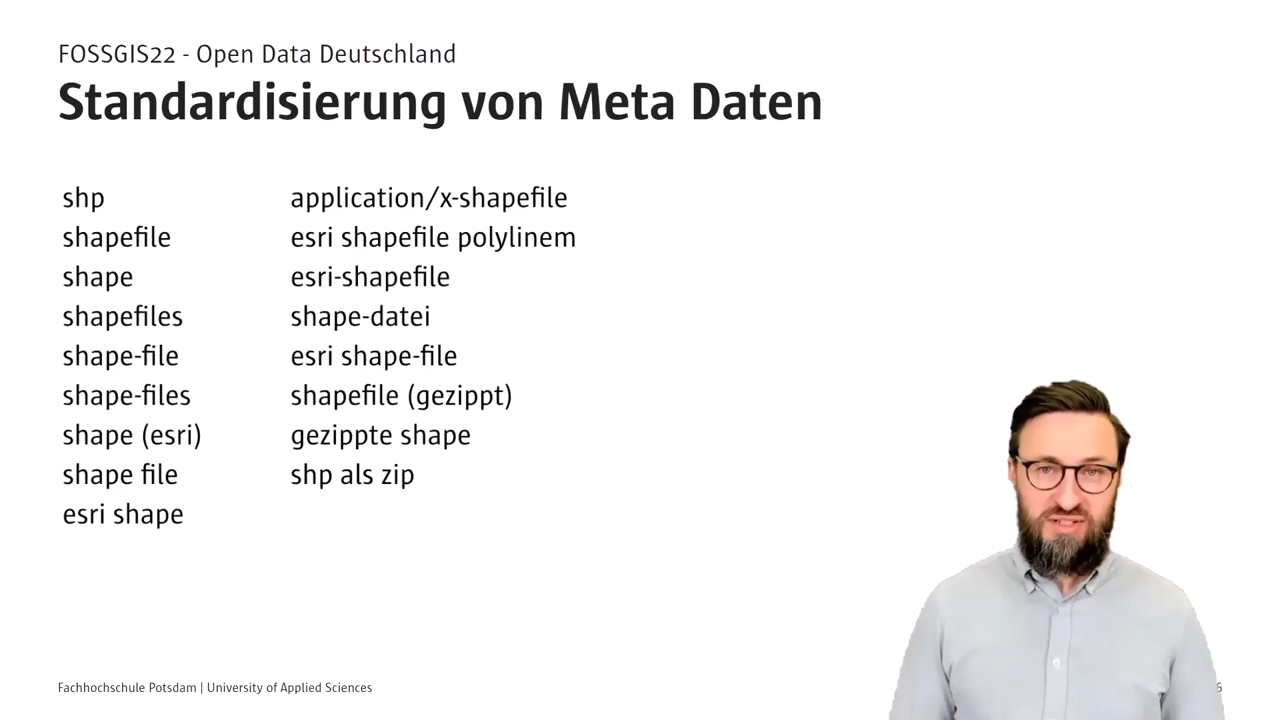 FOSSGIS22 - Open Data Deutschland
Standardisierung von Meta Daten
shp
shapefile
shape
shapefiles
shape-file
shape-files
shape (esri)
shape file
esri shape
application/x-shapefile
esri shapefile polylinem
esri-shapefile
shape-datei
esri shape-file
shapefile (gezippt)
gezippte shape
shp als zip
Fachhochschule Potsdam | University of Applied Sciences